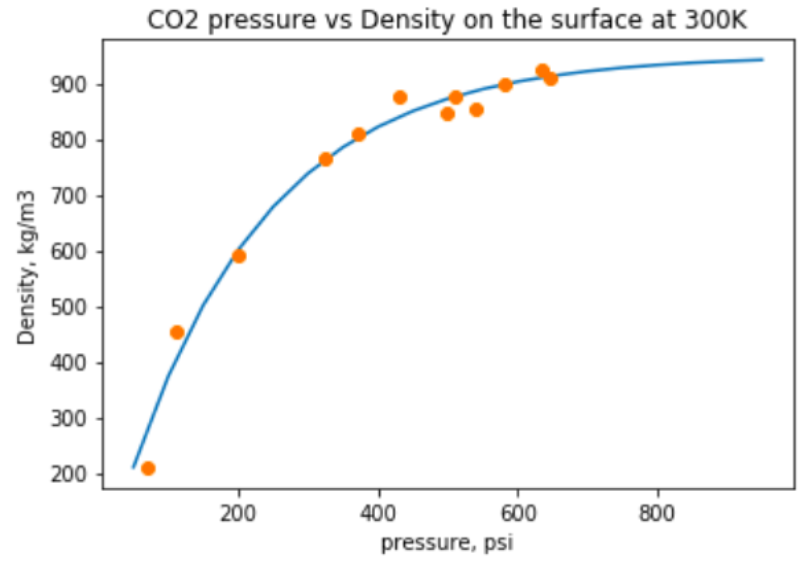 CO2 pressure vs Density on the surface at 300K
900
800
700
600
500
400
300
200
Density, kg/m3
200 400 600 800
pressure, psi